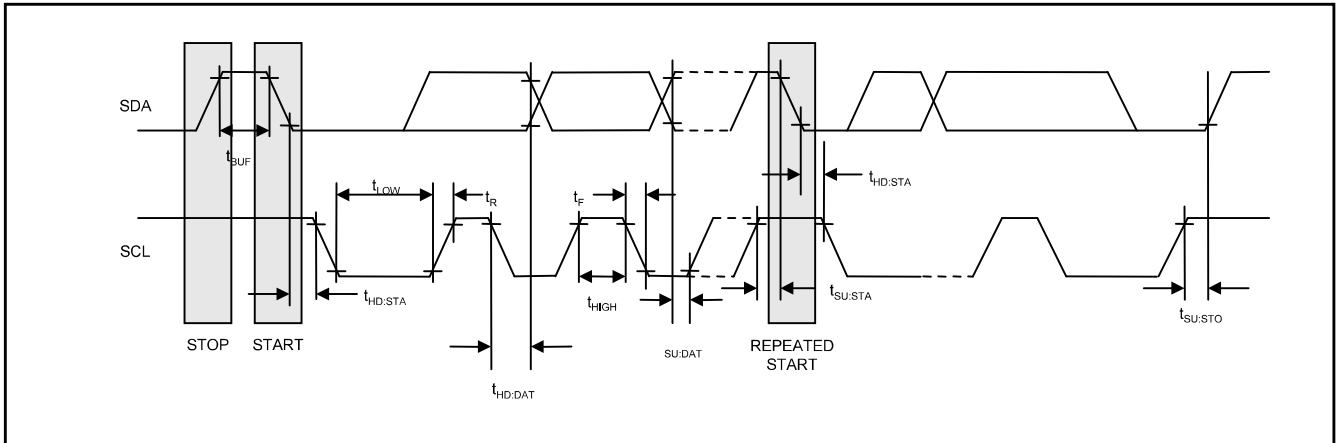 SDA
tBUF
tLOW
tR
tF
tHD:STA
SCL
tHD:STA
tHIGH
tSU:STA
tSU:STO
STOP
START
SU:DAT
REPEATED
START
tHD:DAT